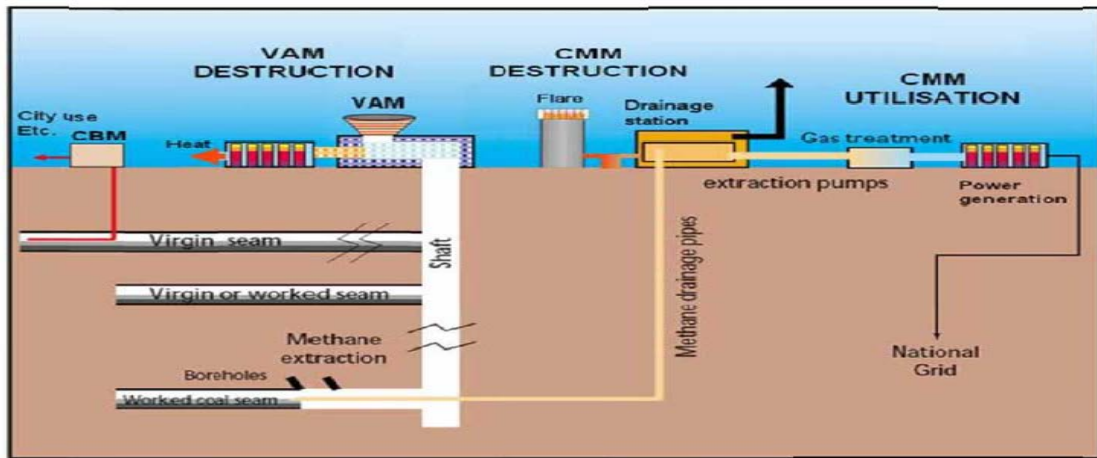 VAM
DESTRUCTION
CMM
DESTRUCTION
CMM
UTILISATION
City use
Etc.
CBM
Heat
VAM
Flare
Drainage
station
Gas treatment
extraction pumps
Power
generation
Virgin seam
Shaft
Methane drainage pipes
Virgin or worked seam
Methane
extraction
Boreholes
Worked coal seam
National
Grid